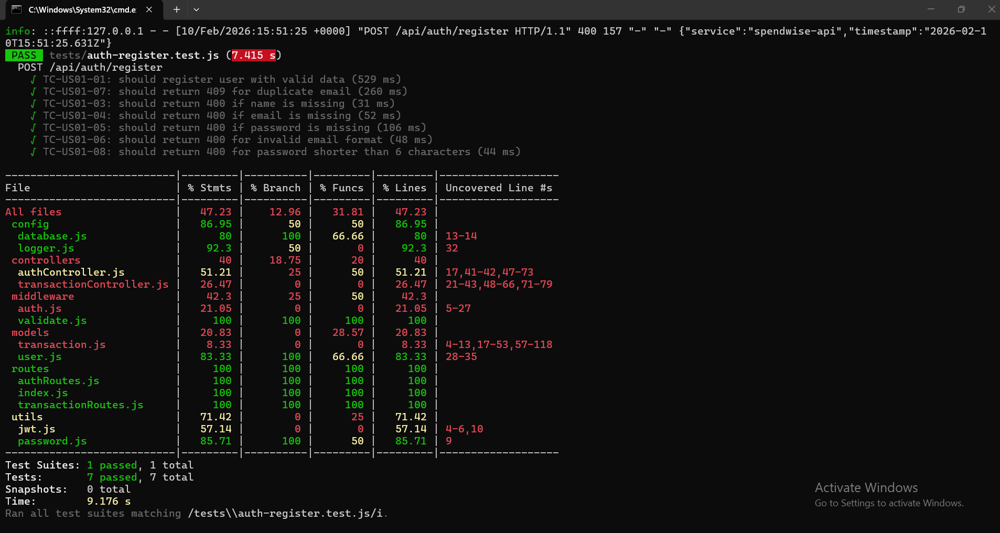 C:\Windows\System32\cmd.e
info: ::ffff:127.0.0.1 - - [10/Feb/2026:15:51:25 +0000] "POST /api/auth/register HTTP/1.1" 400 157 "-" "-" {"service":"spendwise-api","timestamp":"2026-02-1
0T15:51:25.631Z"}
PASS tests/auth-register.test.js (7.415 s)
POST /api/auth/register
√ TC-US01-01: should register user with valid data (529 ms)
√ TC-US01-07: should return 409 for duplicate email (260 ms)
√ TC-US01-03: should return 400 if name is missing (31 ms)
√ TC-US01-04: should return 400 if email is missing (52 ms)
√ TC-US01-05: should return 400 if password is missing (106 ms)
√ TC-US01-06: should return 400 for invalid email format (48 ms)
√ TC-US01-08: should return 400 for password shorter than 6 characters (44 ms)
---------------------------|---------|----------|---------|---------|-------------------
File | % Stmts | % Branch | % Funcs | % Lines | Uncovered Line #s
---------------------------|---------|----------|---------|---------|-------------------
All files | 47.23 | 12.96 | 31.81 | 47.23 |
config | 86.95 | 50 | 50 | 86.95 |
database.js | 80 | 100 | 66.66 | 80 | 13-14
logger.js | 92.3 | 50 | 0 | 92.3 | 32
controllers | 40 | 18.75 | 20 | 40 |
authController.js | 51.21 | 25 | 50 | 51.21 | 17,41-42,47-73
transactionController.js | 26.47 | 0 | 0 | 26.47 | 21-43,48-66,71-79
middleware | 42.3 | 25 | 50 | 42.3 |
auth.js | 21.05 | 0 | 0 | 21.05 | 5-27
validate.js | 100 | 100 | 100 | 100 |
models | 20.83 | 0 | 28.57 | 20.83 |
transaction.js | 8.33 | 0 | 0 | 8.33 | 4-13,17-53,57-118
user.js | 83.33 | 100 | 66.66 | 83.33 | 28-35
routes | 100 | 100 | 100 | 100 |
authRoutes.js | 100 | 100 | 100 | 100 |
index.js | 100 | 100 | 100 | 100 |
transactionRoutes.js | 100 | 100 | 100 | 100 |
utils | 71.42 | 0 | 25 | 71.42 |
jwt.js | 57.14 | 0 | 0 | 57.14 | 4-6,10
password.js | 85.71 | 100 | 50 | 85.71 | 9
---------------------------|---------|----------|---------|---------|-------------------
Test Suites: 1 passed, 1 total
Tests: 7 passed, 7 total
Snapshots: 0 total
Time: 9.176 s
Ran all test suites matching /tests\\auth-register.test.js/i.
Activate Windows
Go to Settings to activate Windows.